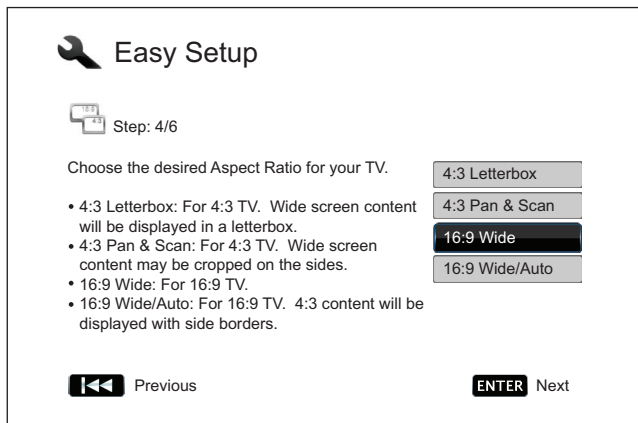 Easy Setup
16:9
4:3
Step: 4/6
Choose the desired Aspect Ratio for your TV.
• 4:3 Letterbox: For 4:3 TV. Wide screen content
will be displayed in a letterbox.
• 4:3 Pan & Scan: For 4:3 TV. Wide screen
content may be cropped on the sides.
• 16:9 Wide: For 16:9 TV.
• 16:9 Wide/Auto: For 16:9 TV. 4:3 content will be
displayed with side borders.
4:3 Letterbox
4:3 Pan & Scan
16:9 Wide
16:9 Wide/Auto
Previous
ENTER Next